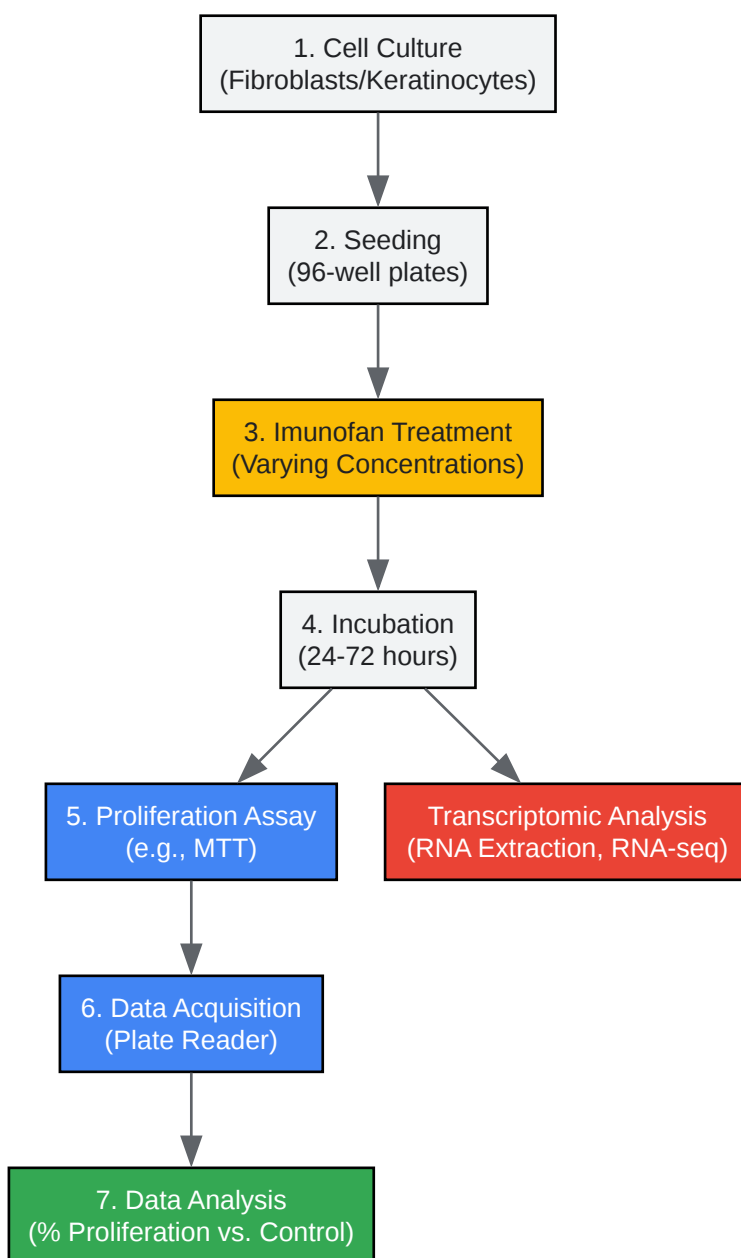 1. Cell Culture
(Fibroblasts/Keratinocytes)
2. Seeding
(96-well plates)
3. Imunofan Treatment
(Varying Concentrations)
4. Incubation
(24-72 hours)
5. Proliferation Assay
(e.g., MTT)
Transcriptomic Analysis
(RNA Extraction, RNA-seq)
6. Data Acquisition
(Plate Reader)
7. Data Analysis
(% Proliferation vs. Control)